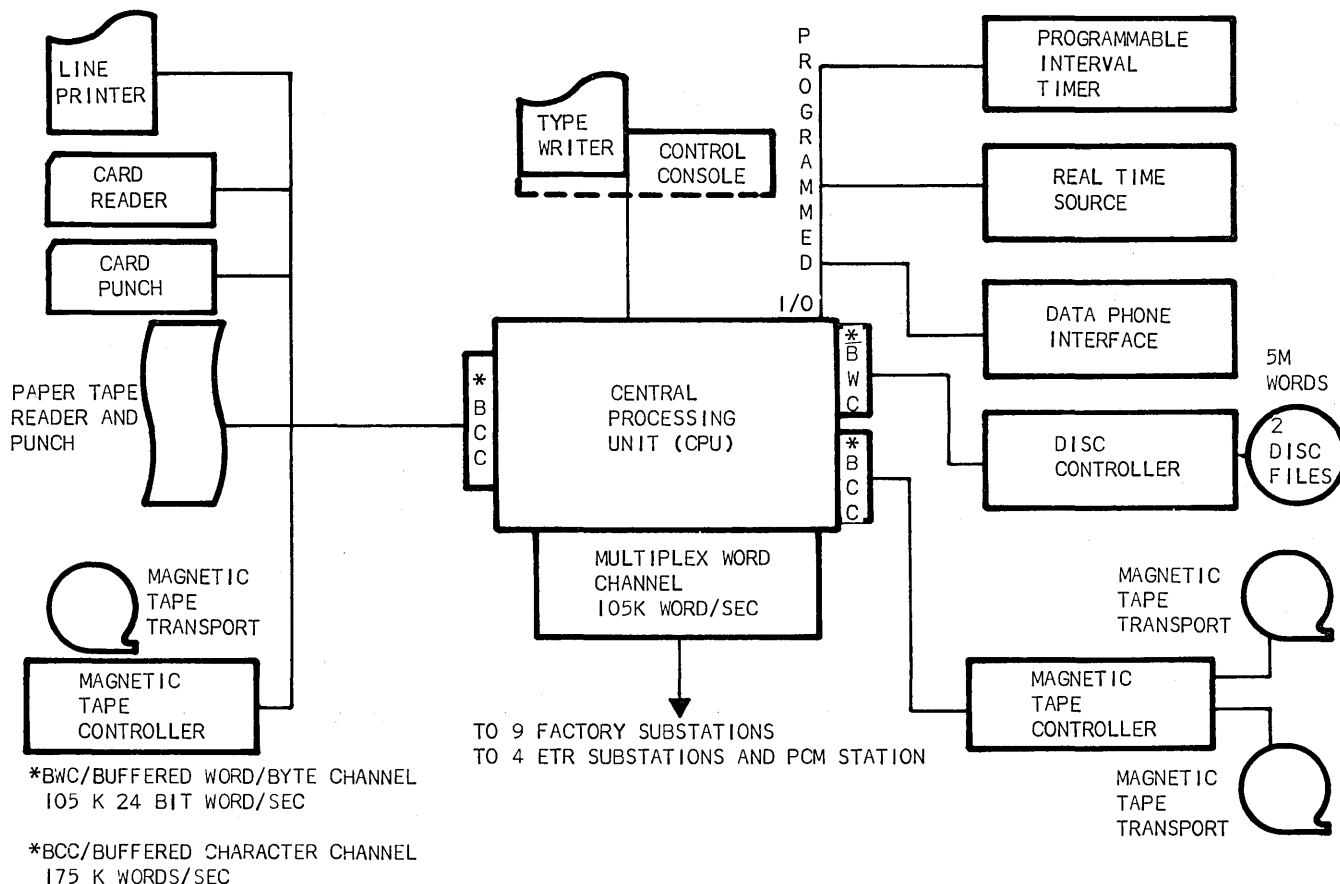 LINE
PRINTER
CARD
READER
CARD
PUNCH
PAPER TAPE
READER AND
PUNCH
MAGNETIC
TAPE
TRANSPORT
MAGNETIC
TAPE
CONTROLLER
TYPE
WRITER
CONTROL
CONSOLE
PROGRAMMED
I/O
*BCC
CENTRAL
PROCESSING
UNIT (CPU)
*BWC
*BCC
MULTIPLEX WORD
CHANNEL
105K WORD/SEC
TO 9 FACTORY SUBSTATIONS
TO 4 ETR SUBSTATIONS AND PCM STATION
PROGRAMMABLE
INTERVAL
TIMER
REAL TIME
SOURCE
DATA PHONE
INTERFACE
5M
WORDS
DISC
CONTROLLER
2
DISC
FILES
MAGNETIC
TAPE
TRANSPORT
MAGNETIC
TAPE
CONTROLLER
MAGNETIC
TAPE
TRANSPORT
*BWC/BUFFERED WORD/BYTE CHANNEL
105 K 24 BIT WORD/SEC
*BCC/BUFFERED CHARACTER CHANNEL
175 K WORDS/SEC